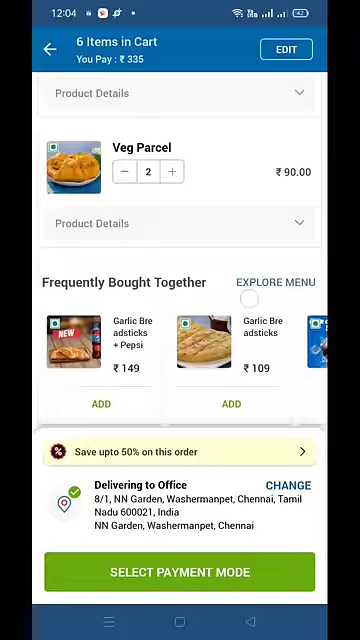 12:04
42
6 Items in Cart
You Pay : ₹ 335
EDIT
Product Details
Veg Parcel
− 2 +
₹ 90.00
Product Details
Frequently Bought Together
EXPLORE MENU
NEW
Garlic Bre
adsticks
+ Pepsi
₹ 149
ADD
Garlic Bre
adsticks
₹ 109
ADD
Save upto 50% on this order
Delivering to Office
CHANGE
8/1, NN Garden, Washermanpet, Chennai, Tamil
Nadu 600021, India
NN Garden, Washermanpet, Chennai
SELECT PAYMENT MODE